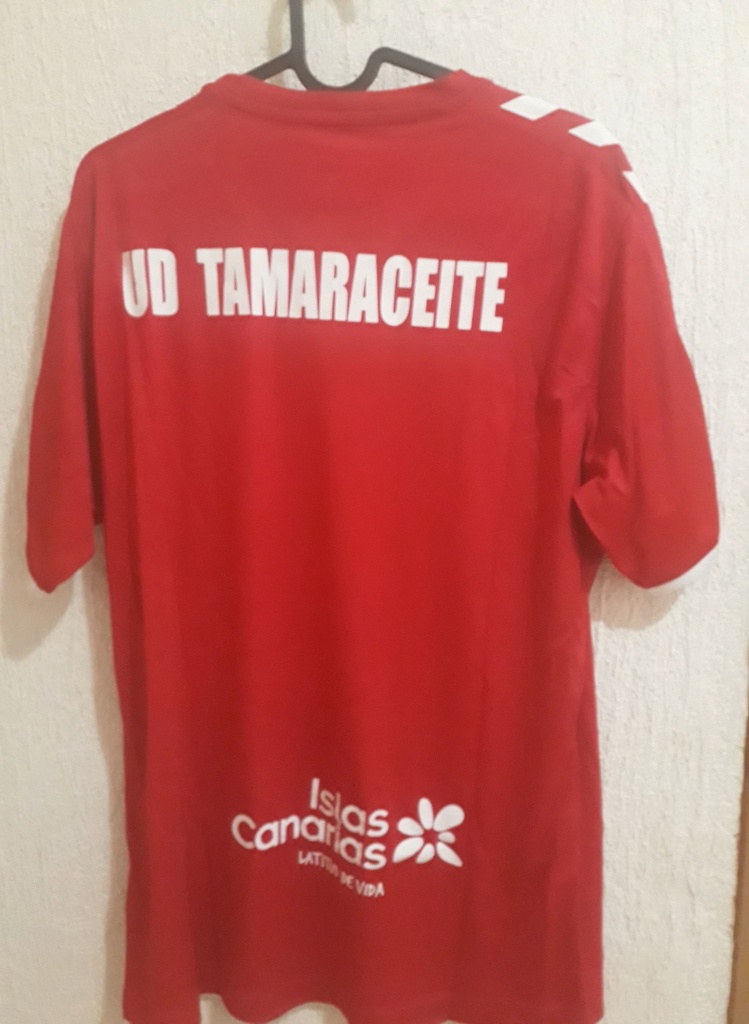 UD TAMARACEITE
Islas
Canarias
LATITUD DE VIDA